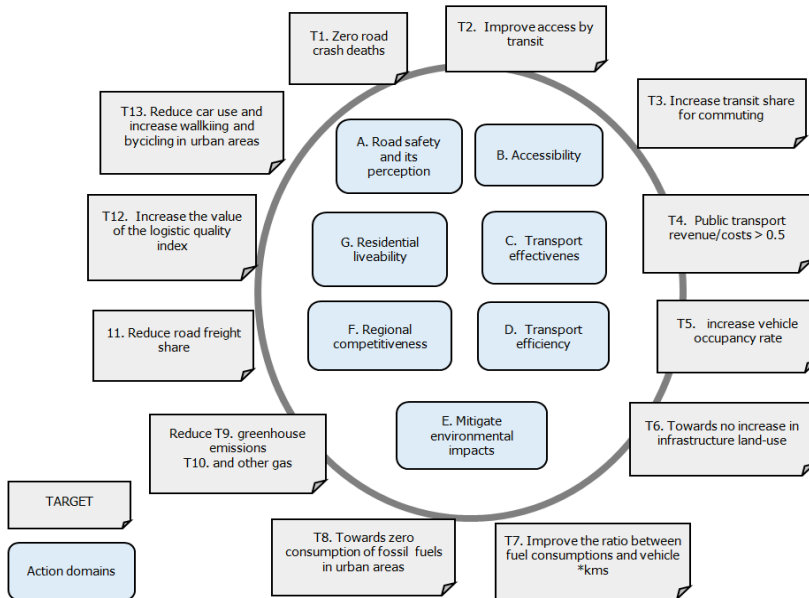 T1. Zero road
crash deaths
T2. Improve access by
transit
T3. Increase transit share
for commuting
T4. Public transport
revenue/costs > 0.5
T5. increase vehicle
occupancy rate
T6. Towards no increase in
infrastructure land-use
T7. Improve the ratio between
fuel consumptions and vehicle
*kms
T8. Towards zero
consumption of fossil fuels
in urban areas
Reduce T9. greenhouse
emissions
T10. and other gas
11. Reduce road freight
share
T12. Increase the value
of the logistic quality
index
T13. Reduce car use and
increase wallkiing and
bycicling in urban areas
A. Road safety
and its
perception
B. Accessibility
C. Transport
effectivenes
D. Transport
efficiency
E. Mitigate
environmental
impacts
F. Regional
competitiveness
G. Residential
liveability
TARGET
Action domains